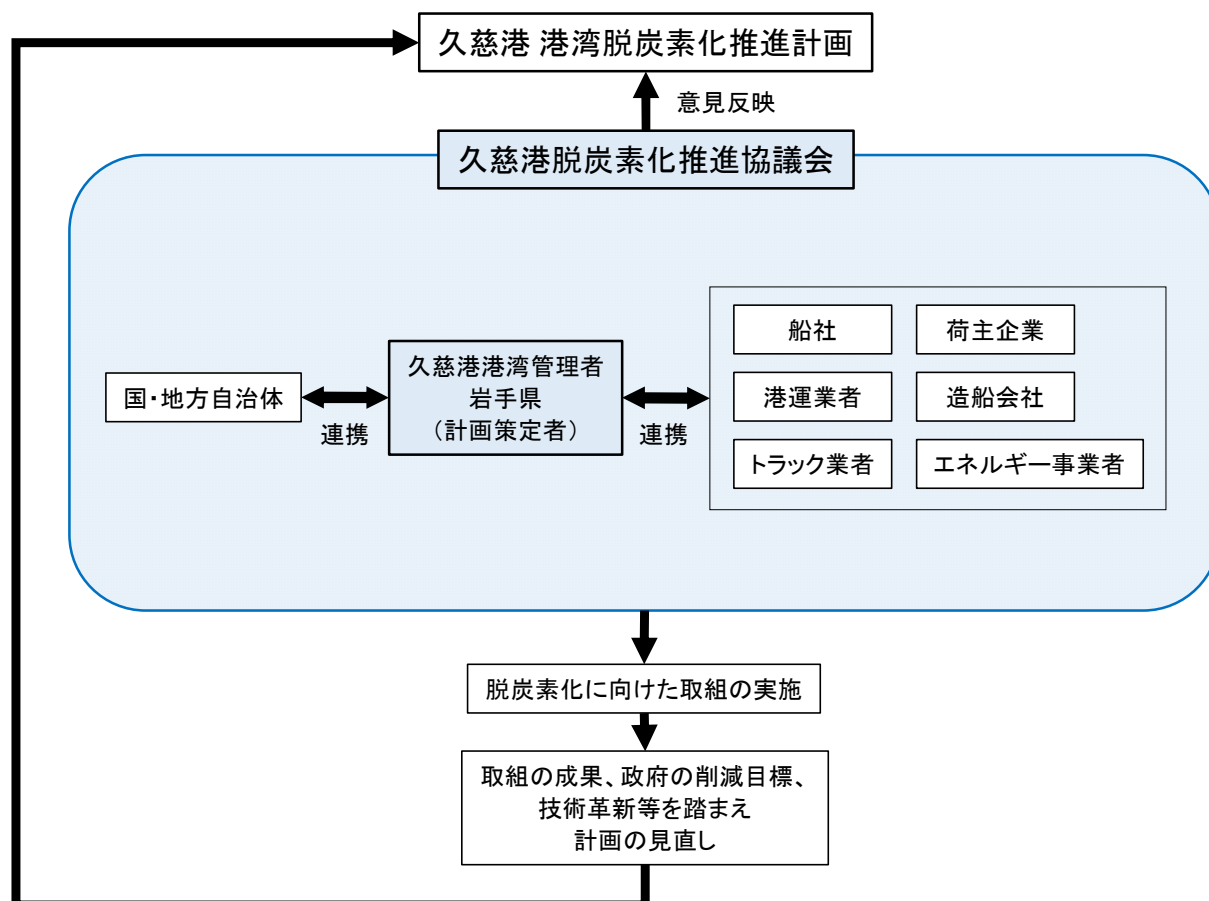 久慈港 港湾脱炭素化推進計画
意見反映
久慈港脱炭素化推進協議会
国・地方自治体
連携
久慈港港湾管理者
岩手県
（計画策定者）
連携
船社
荷主企業
港運業者
造船会社
トラック業者
エネルギー事業者
脱炭素化に向けた取組の実施
取組の成果、政府の削減目標、
技術革新等を踏まえ
計画の見直し